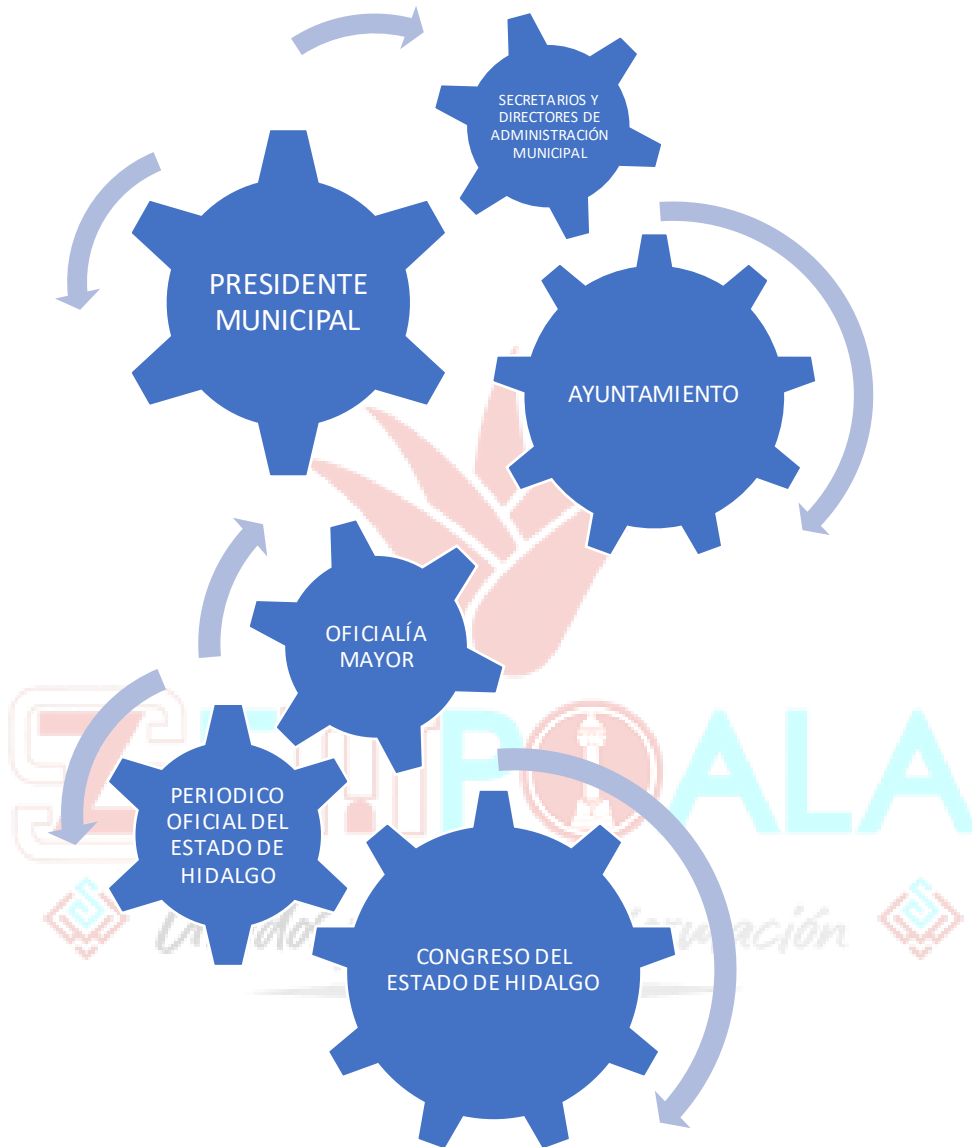 SECRETARIOS Y
DIRECTORES DE
ADMINISTRACIÓN
MUNICIPAL
PRESIDENTE
MUNICIPAL
AYUNTAMIENTO
OFICIALÍA
MAYOR
PERIODICO
OFICIAL DEL
ESTADO DE
HIDALGO
CONGRESO DEL
ESTADO DE HIDALGO